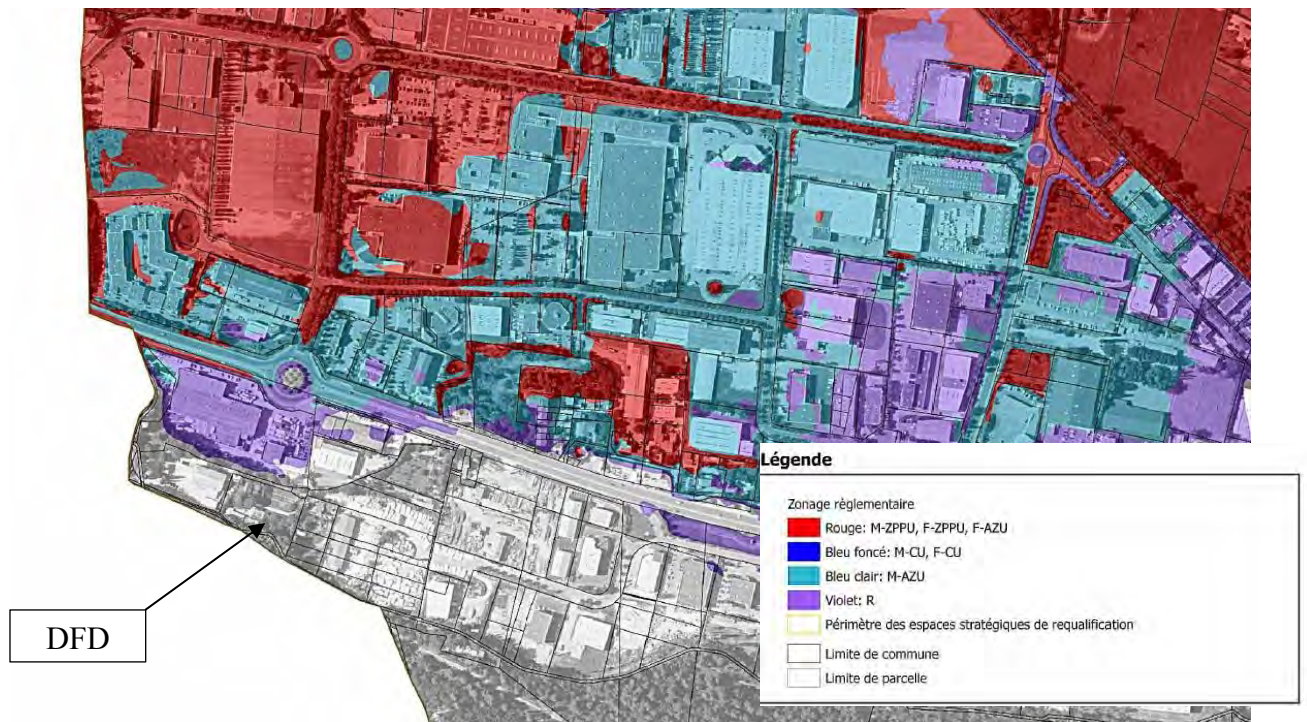 DFD
Légende
Zonage règlementaire
Rouge: M-ZPPU, F-ZPPU, F-AZU
Bleu foncé: M-CU, F-CU
Bleu clair: M-AZU
Violet: R
Périmètre des espaces stratégiques de requalification
Limite de commune
Limite de parcelle